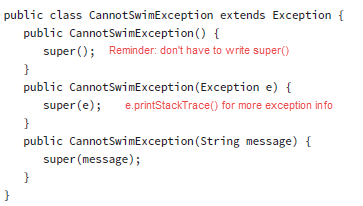 public class CannotSwimException extends Exception {
public CannotSwimException() {
super(); Reminder: don't have to write super()
}
public CannotSwimException(Exception e) {
super(e); e.printStackTrace() for more exception info
}
public CannotSwimException(String message) {
super(message);
}
}